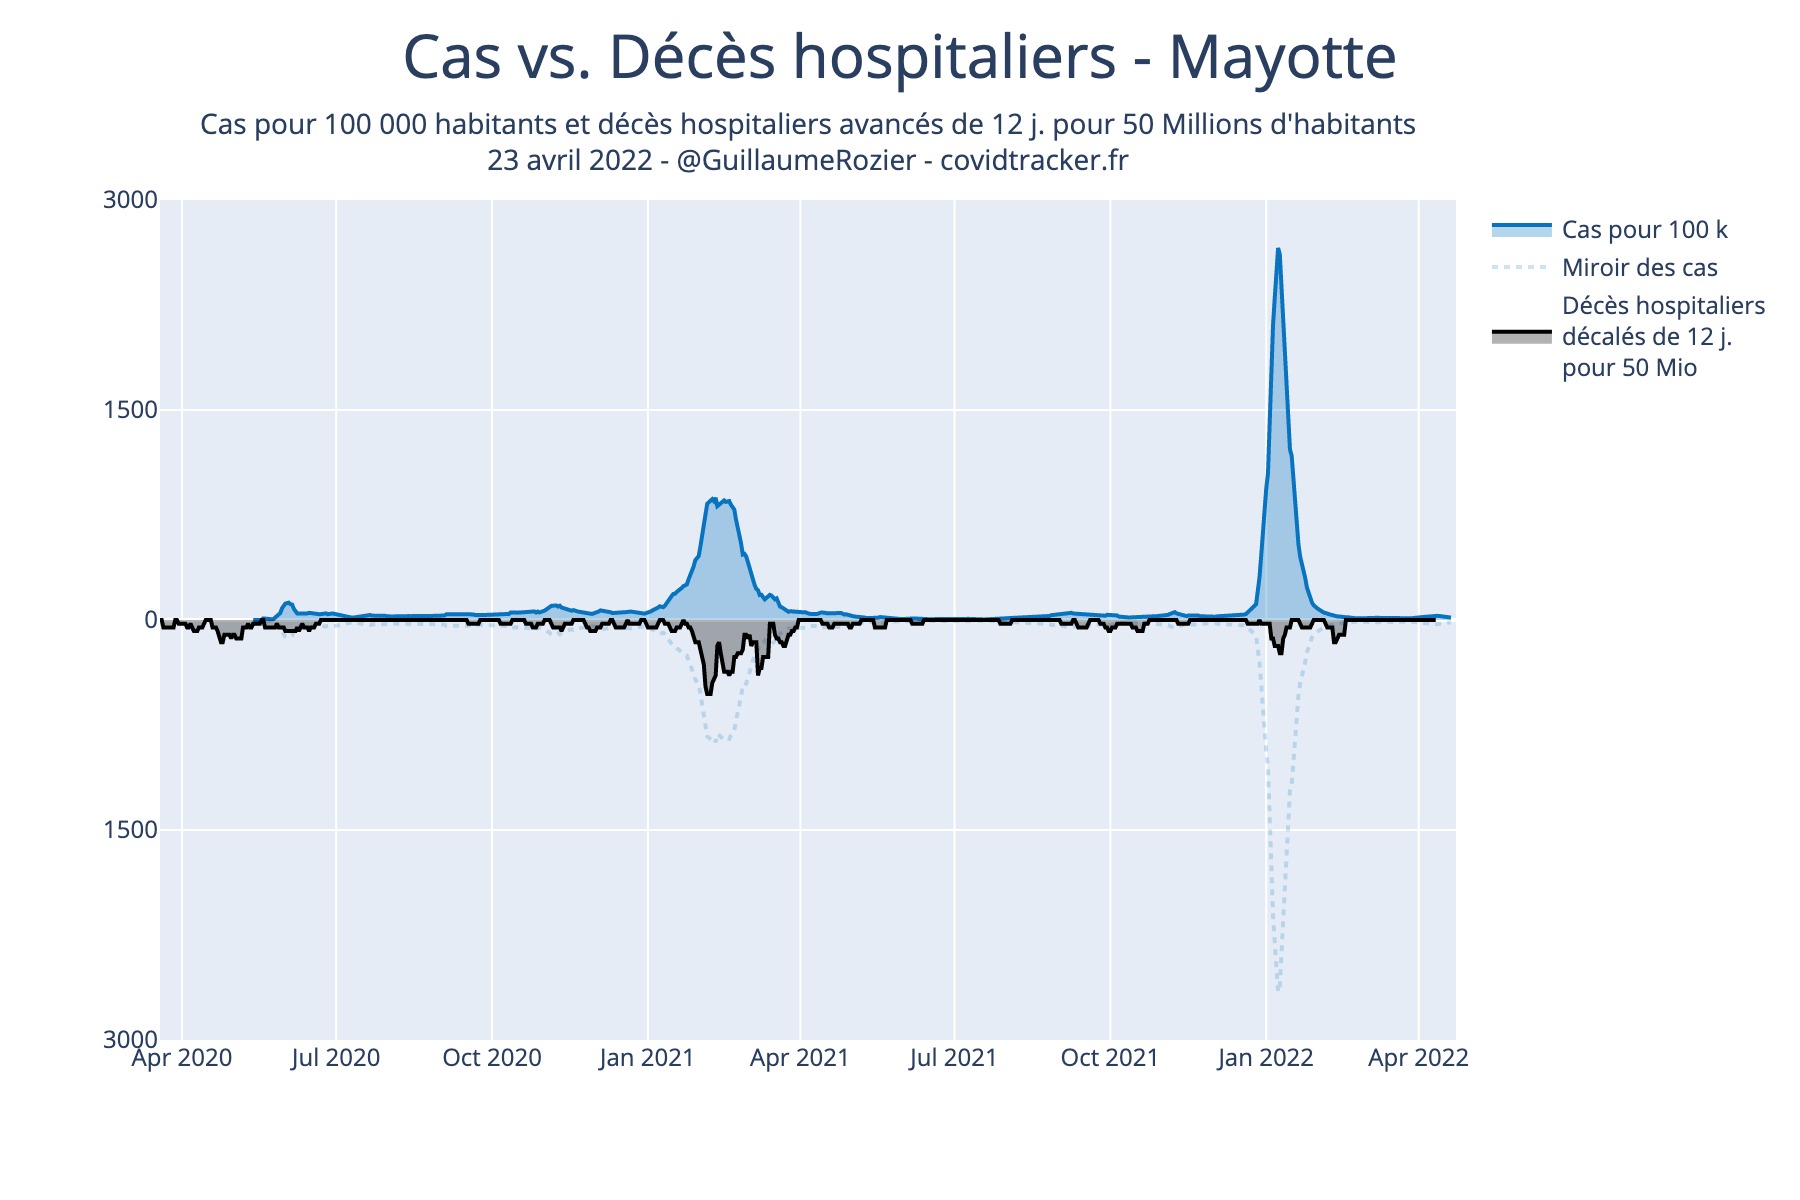 Cas vs. Décès hospitaliers - Mayotte
Cas pour 100 000 habitants et décès hospitaliers avancés de 12 j. pour 50 Millions d'habitants
23 avril 2022 - @GuillaumeRozier - covidtracker.fr
3000
1500
0
1500
3000
Apr 2020
Jul 2020
Oct 2020
Jan 2021
Apr 2021
Jul 2021
Oct 2021
Jan 2022
Apr 2022
Cas pour 100 k
Miroir des cas
Décès hospitaliers
décalés de 12 j.
pour 50 Mio